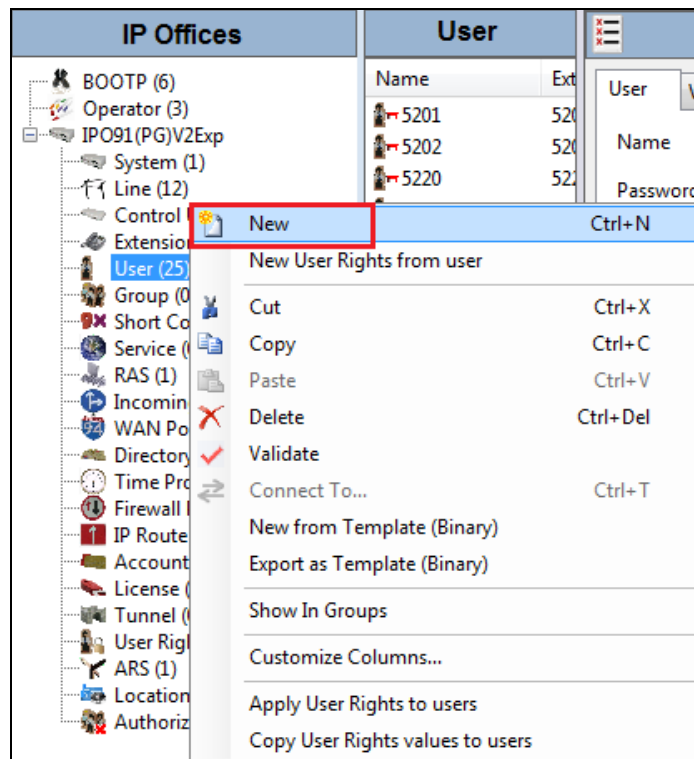 IP Offices
BOOTP (6)
Operator (3)
IPO91(PG)V2Exp
System (1)
Line (12)
Control
Extension
User (25)
Group (0
Short Co
Service (
RAS (1)
Incomin
WAN Po
Directory
Time Pro
Firewall
IP Route
Account
License (
Tunnel (
User Rig
ARS (1)
Location
Authoriz
User
Name Ext
5201 520
5202 520
5220 522
User
Name
Password
New Ctrl+N
New User Rights from user
Cut Ctrl+X
Copy Ctrl+C
Paste Ctrl+V
Delete Ctrl+Del
Validate
Connect To... Ctrl+T
New from Template (Binary)
Export as Template (Binary)
Show In Groups
Customize Columns...
Apply User Rights to users
Copy User Rights values to users